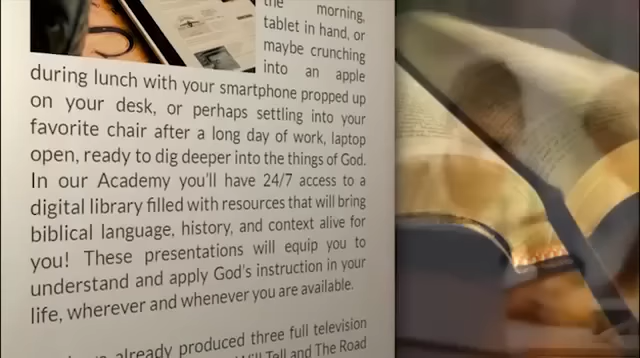 the morning,
tablet in hand, or
maybe crunching
into an apple
during lunch with your smartphone propped up
on your desk, or perhaps settling into your
favorite chair after a long day of work, laptop
open, ready to dig deeper into the things of God.
In our Academy you'll have 24/7 access to a
digital library filled with resources that will bring
biblical language, history, and context alive for
you! These presentations will equip you to
understand and apply God's instruction in your
life, wherever and whenever you are available.
already produced three full television
Tell and The Road